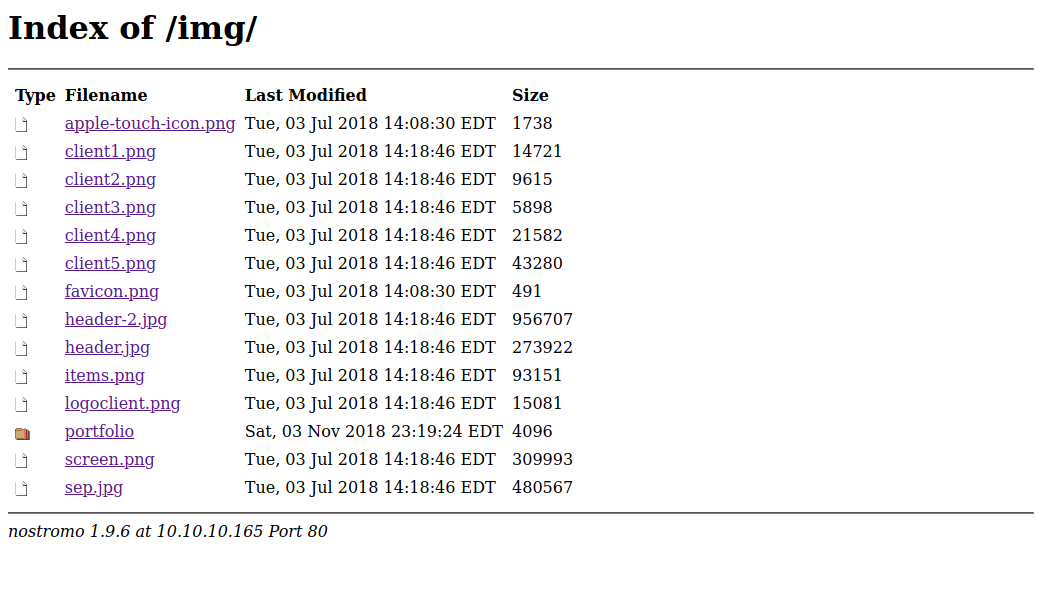 Index of /img/
Type Filename Last Modified Size
apple-touch-icon.png Tue, 03 Jul 2018 14:08:30 EDT 1738
client1.png Tue, 03 Jul 2018 14:18:46 EDT 14721
client2.png Tue, 03 Jul 2018 14:18:46 EDT 9615
client3.png Tue, 03 Jul 2018 14:18:46 EDT 5898
client4.png Tue, 03 Jul 2018 14:18:46 EDT 21582
client5.png Tue, 03 Jul 2018 14:18:46 EDT 43280
favicon.png Tue, 03 Jul 2018 14:08:30 EDT 491
header-2.jpg Tue, 03 Jul 2018 14:18:46 EDT 956707
header.jpg Tue, 03 Jul 2018 14:18:46 EDT 273922
items.png Tue, 03 Jul 2018 14:18:46 EDT 93151
logoclient.png Tue, 03 Jul 2018 14:18:46 EDT 15081
portfolio Sat, 03 Nov 2018 23:19:24 EDT 4096
screen.png Tue, 03 Jul 2018 14:18:46 EDT 309993
sep.jpg Tue, 03 Jul 2018 14:18:46 EDT 480567
nostromo 1.9.6 at 10.10.10.165 Port 80